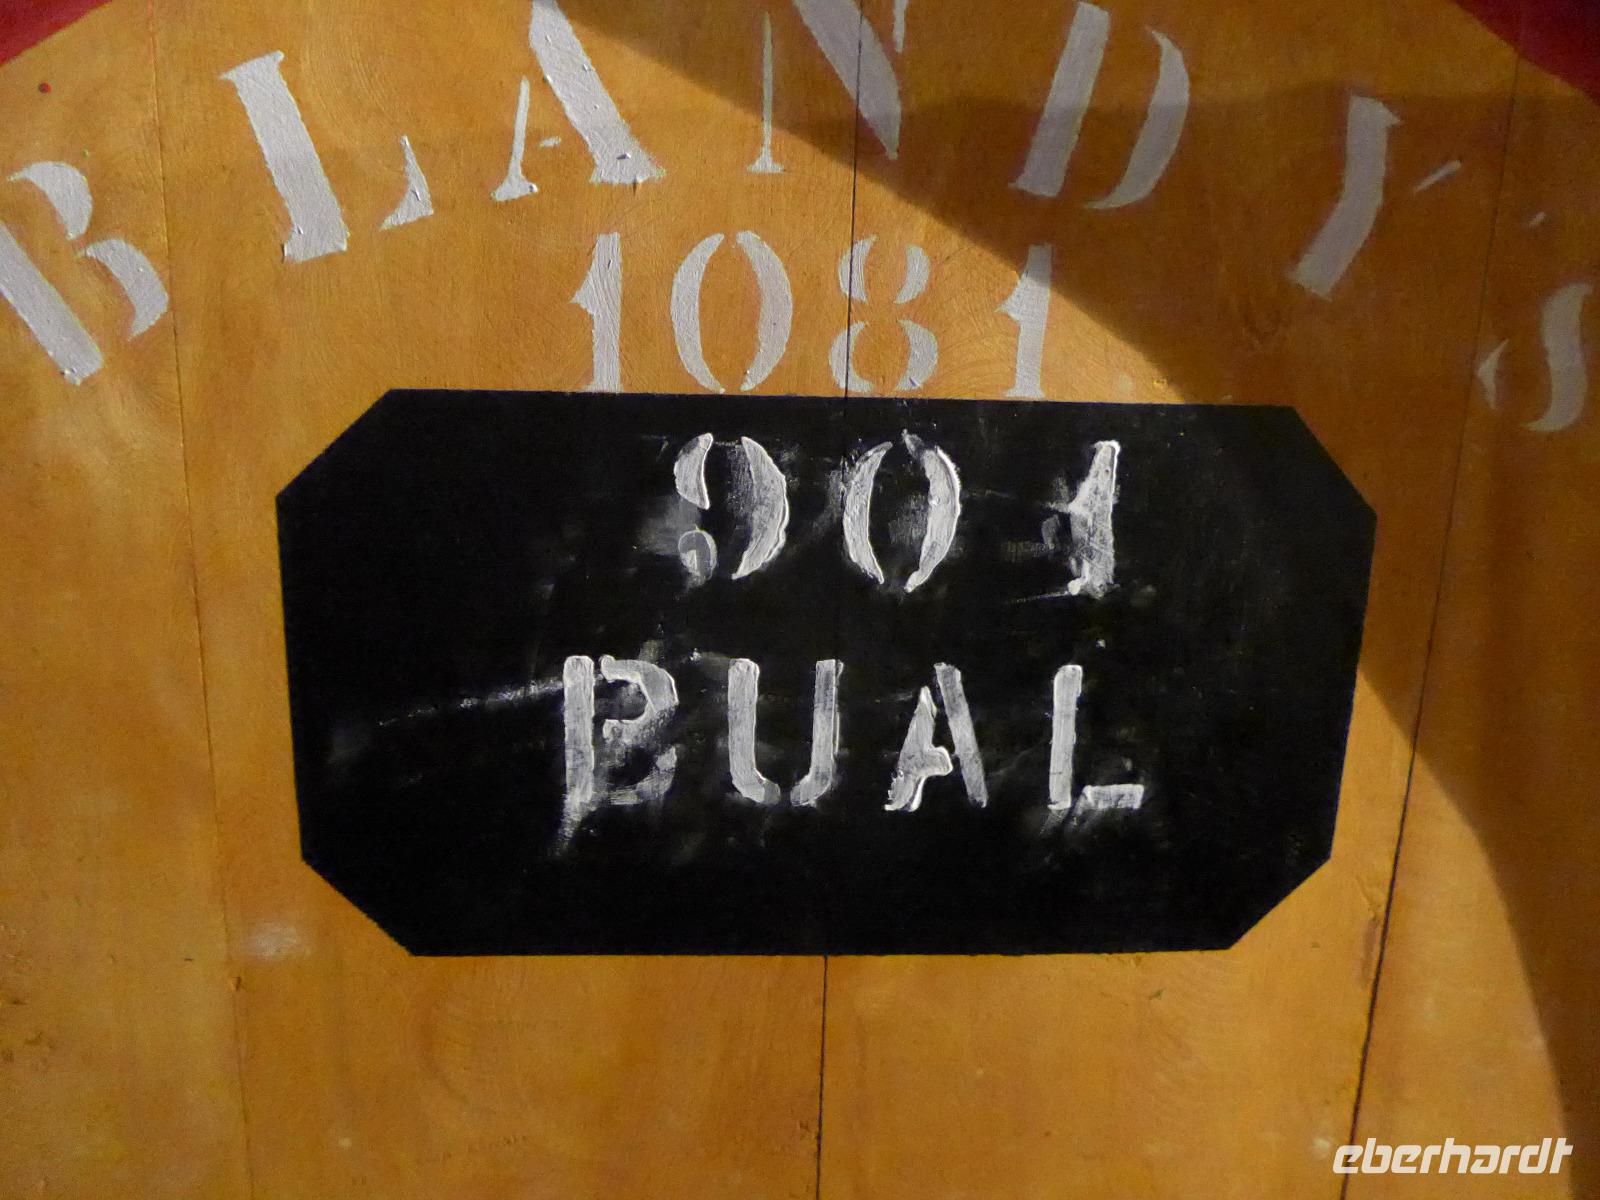 BLANDY'S
1081
901
BUAL
eberhardt